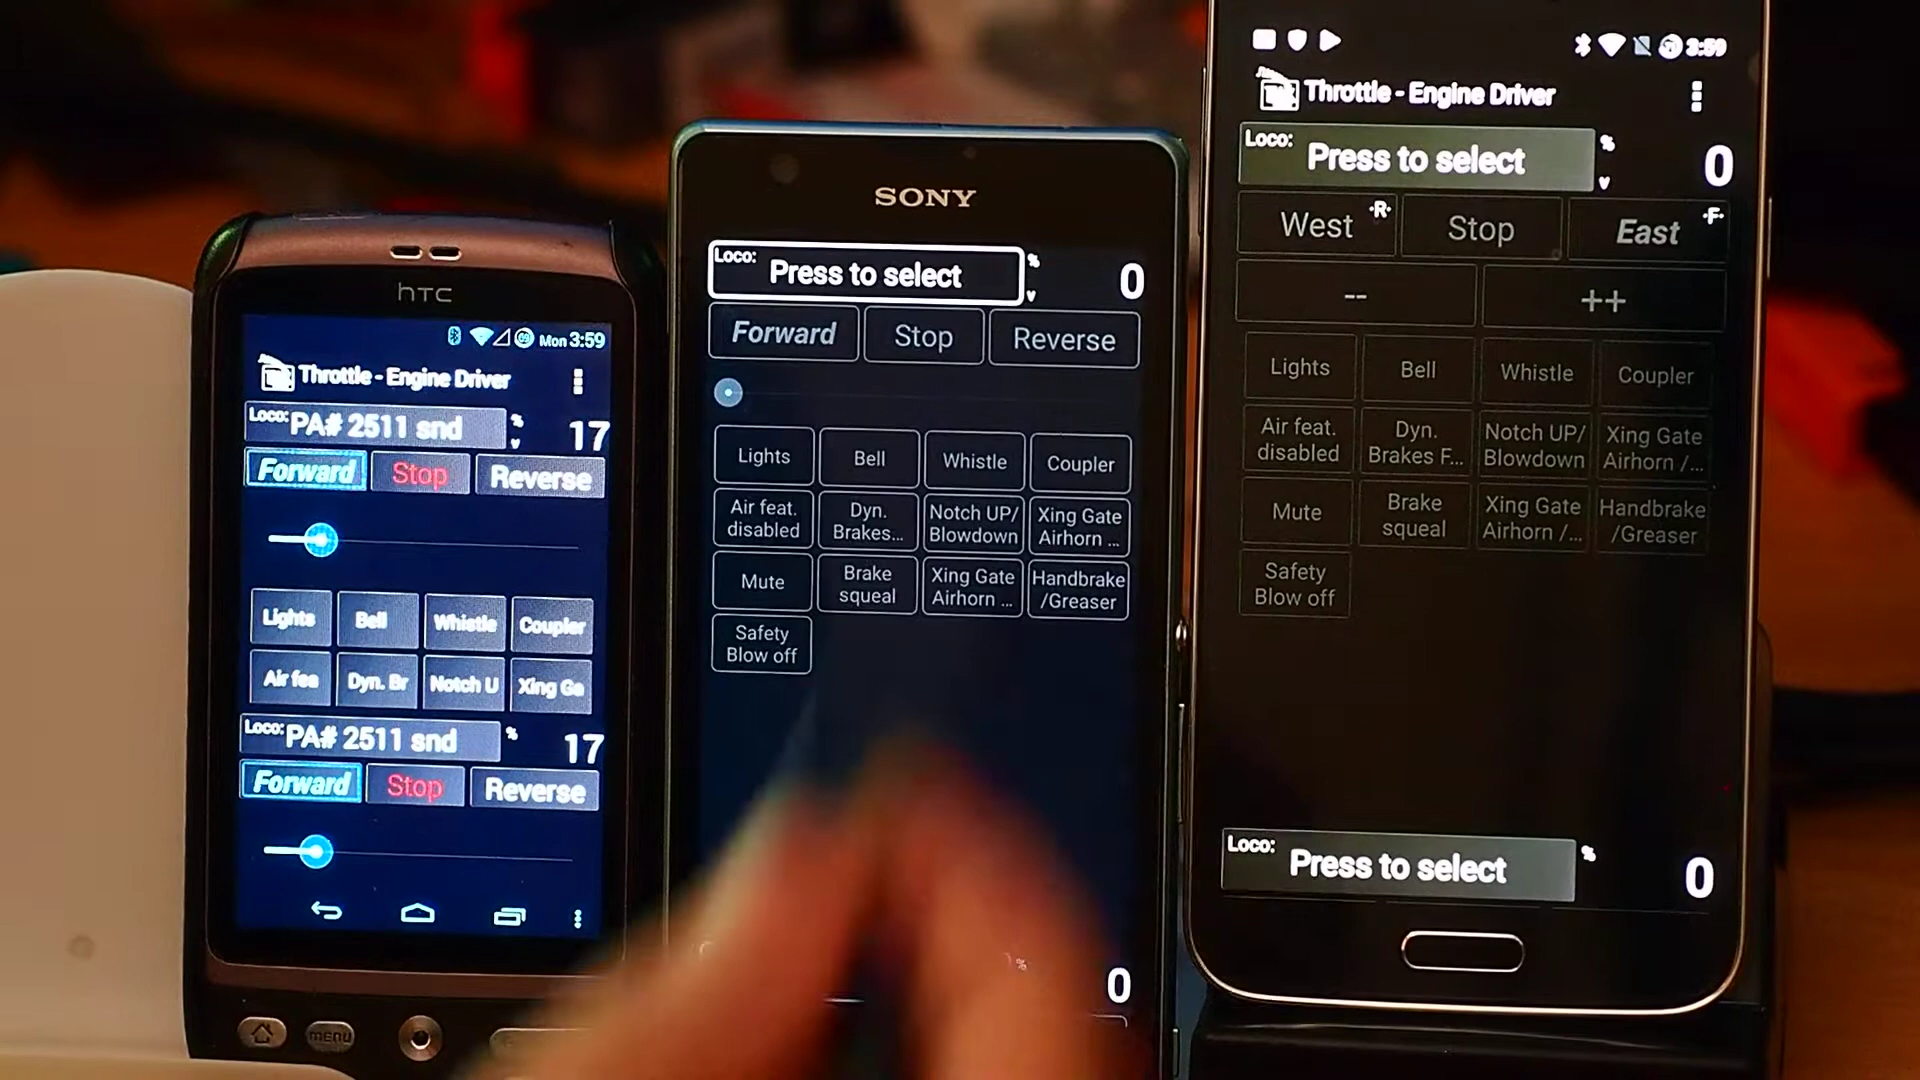 hTC
Mon 3:59
Throttle - Engine Driver
Loco: PA# 2511 snd % v 17
Forward Stop Reverse
Lights Bell Whistle Coupler
Air fea Dyn. Br Notch U Xing Ga
Loco: PA# 2511 snd % 17
Forward Stop Reverse
menu
SONY
Loco: Press to select % v 0
Forward Stop Reverse
Lights Bell Whistle Coupler
Air feat. disabled
Dyn. Brakes...
Notch UP/ Blowdown
Xing Gate Airhorn ...
Mute
Brake squeal
Xing Gate Airhorn ...
Handbrake /Greaser
Safety Blow off
% 0
3:59
Throttle - Engine Driver
Loco: Press to select % v 0
West ·R· Stop East ·F·
-- ++
Lights Bell Whistle Coupler
Air feat. disabled
Dyn. Brakes F...
Notch UP/ Blowdown
Xing Gate Airhorn /...
Mute
Brake squeal
Xing Gate Airhorn /...
Handbrake /Greaser
Safety Blow off
Loco: Press to select % 0